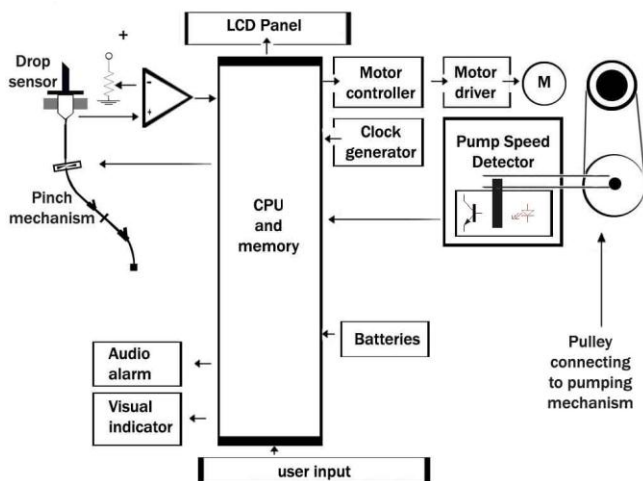 LCD Panel
+
Drop
sensor
-
+
Motor
controller
Motor
driver
M
Clock
generator
Pump Speed
Detector
Pinch
mechanism
CPU
and
memory
Batteries
Audio
alarm
Visual
indicator
Pulley
connecting
to pumping
mechanism
user input